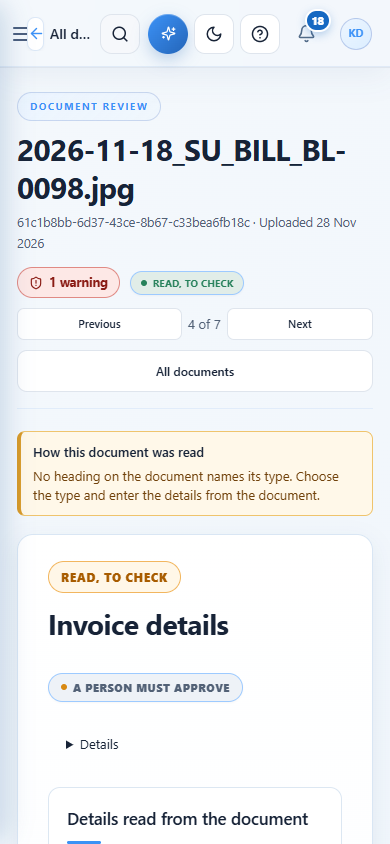 All d...
18
KD
DOCUMENT REVIEW
2026-11-18_SU_BILL_BL-
0098.jpg
61c1b8bb-6d37-43ce-8b67-c33bea6fb18c · Uploaded 28 Nov
2026
1 warning
READ, TO CHECK
Previous
4 of 7
Next
All documents
How this document was read
No heading on the document names its type. Choose
the type and enter the details from the document.
READ, TO CHECK
Invoice details
A PERSON MUST APPROVE
Details
Details read from the document